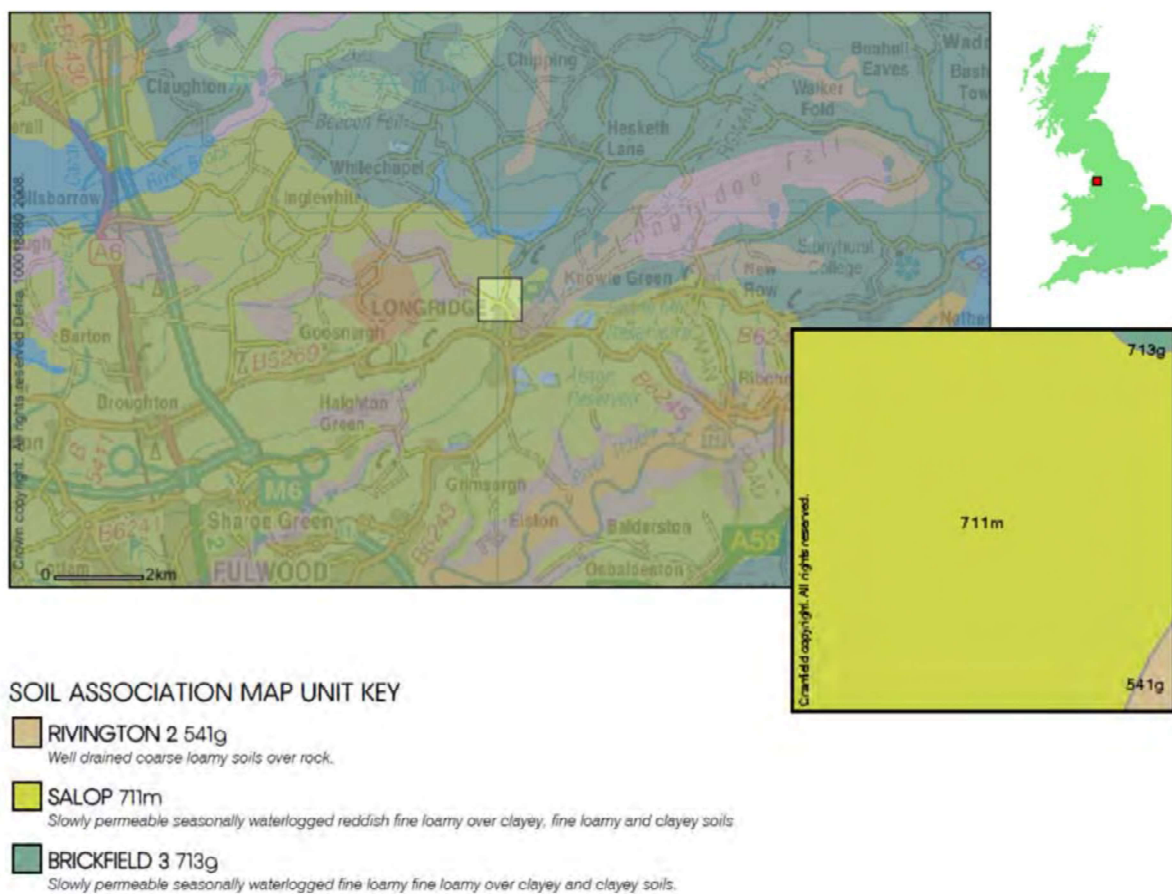 Claughton
Chipping
Walker
Fold
Beacon Fell
Hesketh
Lane
Whitechapel
River Brock
Inglewhite
Longridge Fell
Stonyhurst
College
A6
Knowle Green
New
Row
LONGRIDGE
Barton
Goosnargh
B5269
Broughton
Haighton
Green
B6245
M6
Grimsargh
B6241
Sharoe Green
B6243
Elston
Balderston
A59
FULWOOD
Osbaldeston
0 2km
Crown copyright. All rights reserved Defra. 100018880 2008.
713g
711m
541g
Cranfield copyright. All rights reserved.
SOIL ASSOCIATION MAP UNIT KEY
RIVINGTON 2 541g
Well drained coarse loamy soils over rock.
SALOP 711m
Slowly permeable seasonally waterlogged reddish fine loamy over clayey, fine loamy and clayey soils
BRICKFIELD 3 713g
Slowly permeable seasonally waterlogged fine loamy fine loamy over clayey and clayey soils.